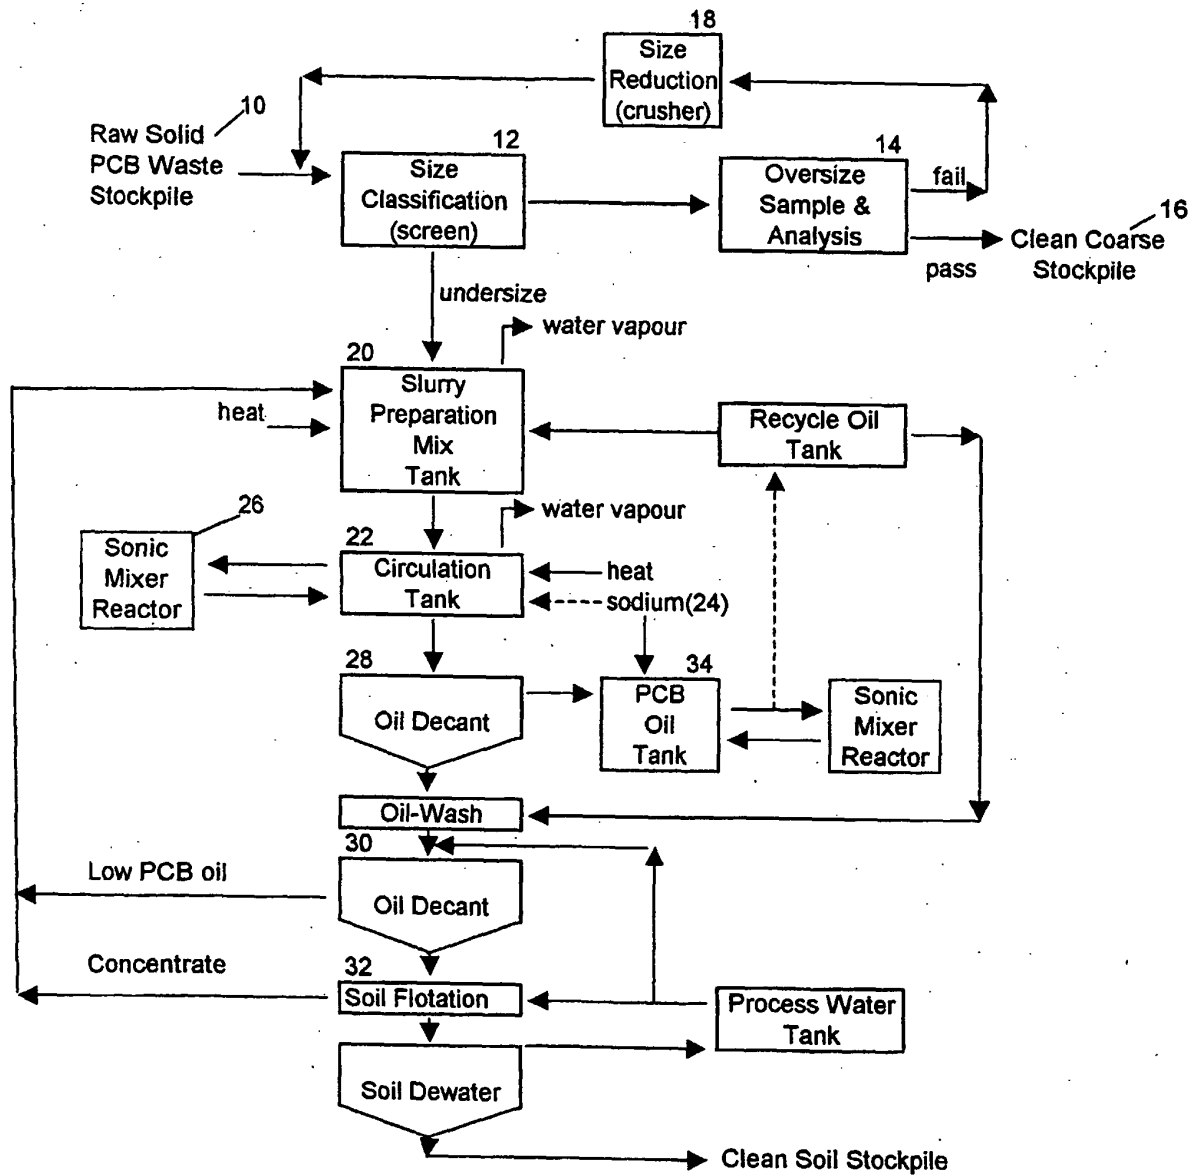 18
Size
Reduction
(crusher)
10
Raw Solid
PCB Waste
Stockpile
12
Size
Classification
(screen)
14
Oversize
Sample &
Analysis
fail
pass
16
Clean Coarse
Stockpile
undersize
water vapour
20
Slurry
Preparation
Mix
Tank
heat
Recycle Oil
Tank
water vapour
26
Sonic
Mixer
Reactor
22
Circulation
Tank
heat
sodium(24)
28
Oil Decant
34
PCB
Oil
Tank
Sonic
Mixer
Reactor
Oil-Wash
30
Oil Decant
Low PCB oil
Concentrate
32
Soil Flotation
Process Water
Tank
Soil Dewater
Clean Soil Stockpile